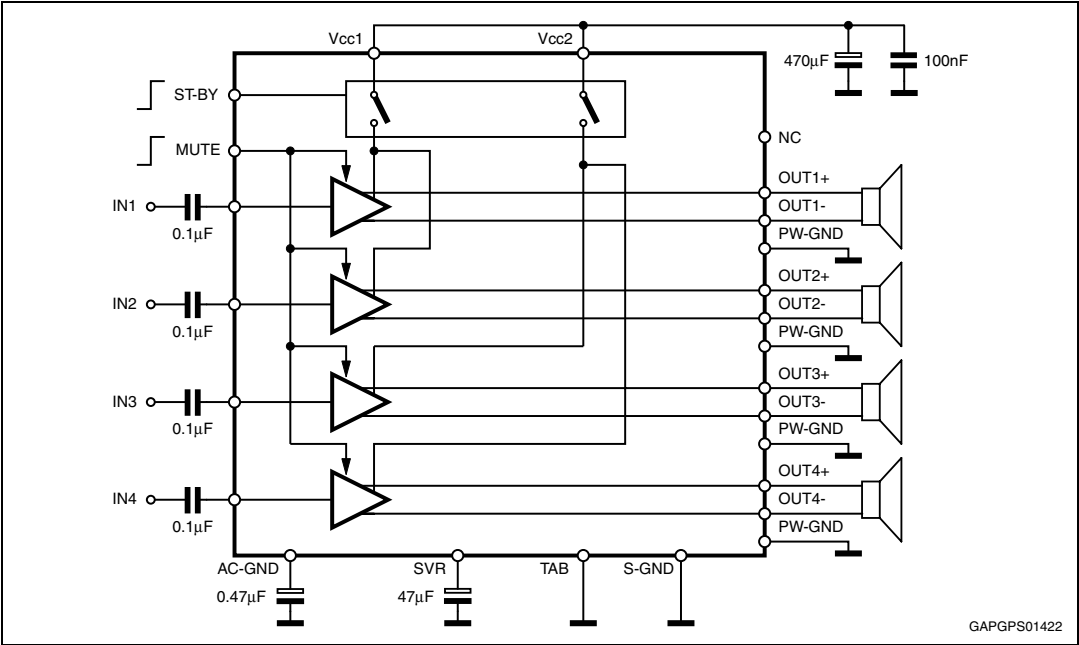 Vcc1
Vcc2
470μF
100nF
ST-BY
NC
MUTE
OUT1+
IN1
OUT1-
0.1μF
PW-GND
OUT2+
IN2
OUT2-
0.1μF
PW-GND
OUT3+
IN3
OUT3-
0.1μF
PW-GND
OUT4+
IN4
OUT4-
0.1μF
PW-GND
AC-GND
SVR
TAB
S-GND
0.47μF
47μF
GAPGPS01422